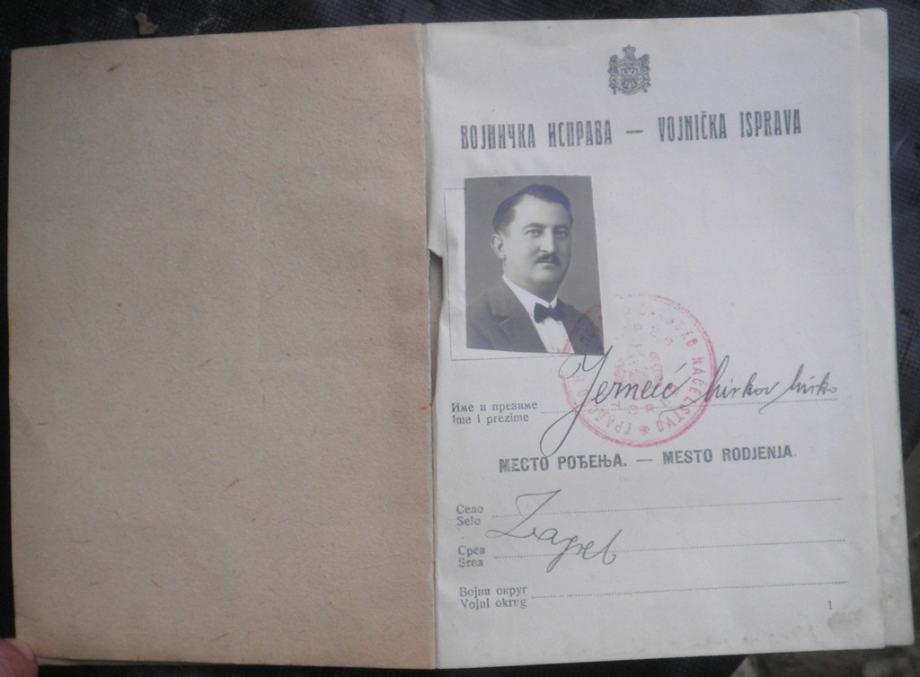 ВОЈНИЧКА ИСПРАВА — VOJNIČKA ISPRAVA
Име и презиме
Ime i prezime
Jerneić Mirkov Mirko
МЕСТО РОЂЕЊА. — MESTO RODJENJA.
Село
Selo
Zagreb
Срез
Srez
Војни округ
Vojni okrug
1